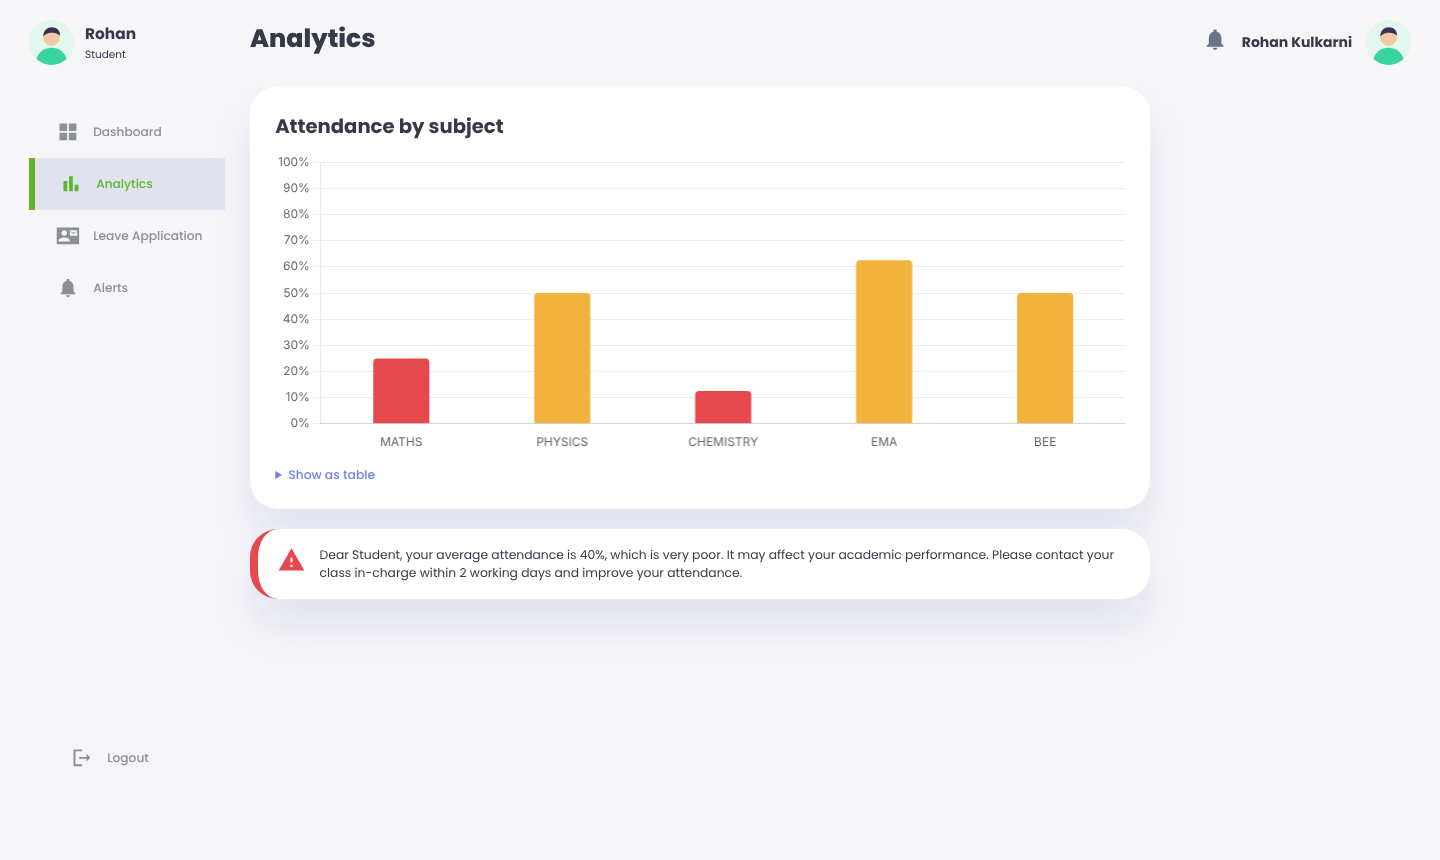 Rohan
Student
Analytics
Rohan Kulkarni
Dashboard
Analytics
Leave Application
Alerts
Logout
Attendance by subject
100%
90%
80%
70%
60%
50%
40%
30%
20%
10%
0%
MATHS
PHYSICS
CHEMISTRY
EMA
BEE
Show as table
Dear Student, your average attendance is 40%, which is very poor. It may affect your academic performance. Please contact your
class in-charge within 2 working days and improve your attendance.